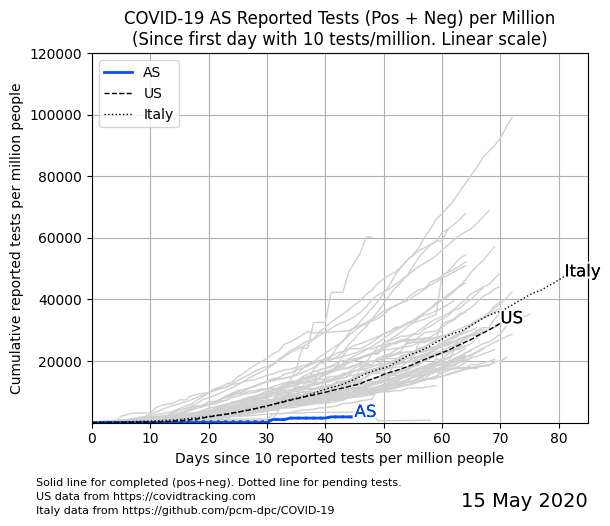 COVID-19 AS Reported Tests (Pos + Neg) per Million
(Since first day with 10 tests/million. Linear scale)
120000
100000
80000
60000
40000
20000
Cumulative reported tests per million people
AS
US
Italy
Italy
US
AS
0 10 20 30 40 50 60 70 80
Days since 10 reported tests per million people
Solid line for completed (pos+neg). Dotted line for pending tests.
US data from https://covidtracking.com
Italy data from https://github.com/pcm-dpc/COVID-19
15 May 2020